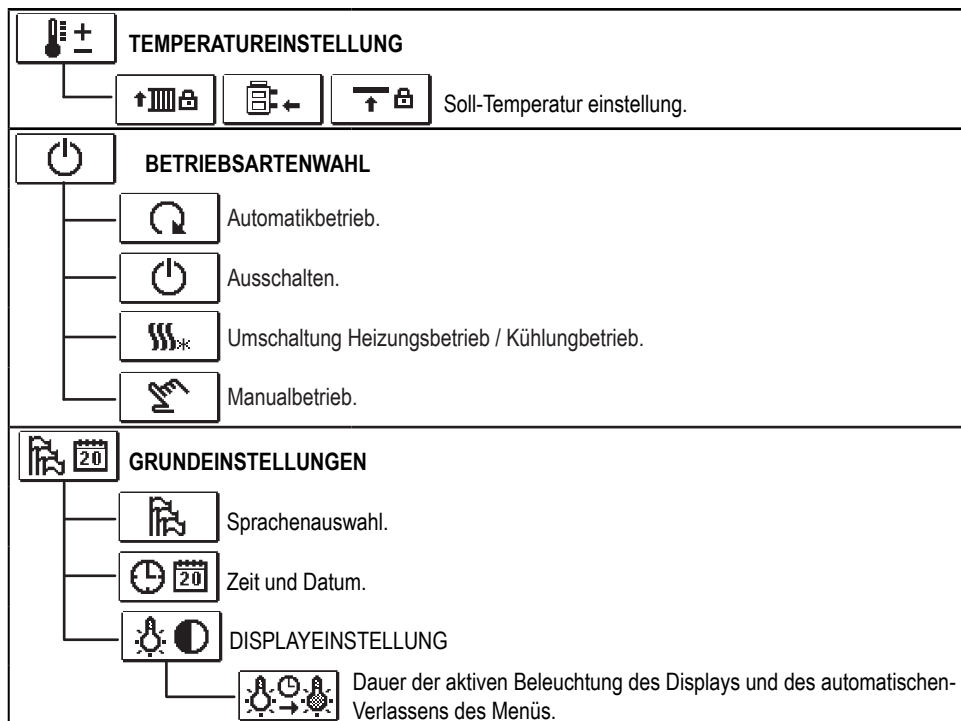 TEMPERATUREINSTELLUNG
Soll-Temperatur einstellung.
BETRIEBSARTENWAHL
Automatikbetrieb.
Ausschalten.
Umschaltung Heizungsbetrieb / Kühlungbetrieb.
Manualbetrieb.
20
GRUNDEINSTELLUNGEN
Sprachenauswahl.
20
Zeit und Datum.
DISPLAYEINSTELLUNG
Dauer der aktiven Beleuchtung des Displays und des automatischen-
Verlassens des Menüs.